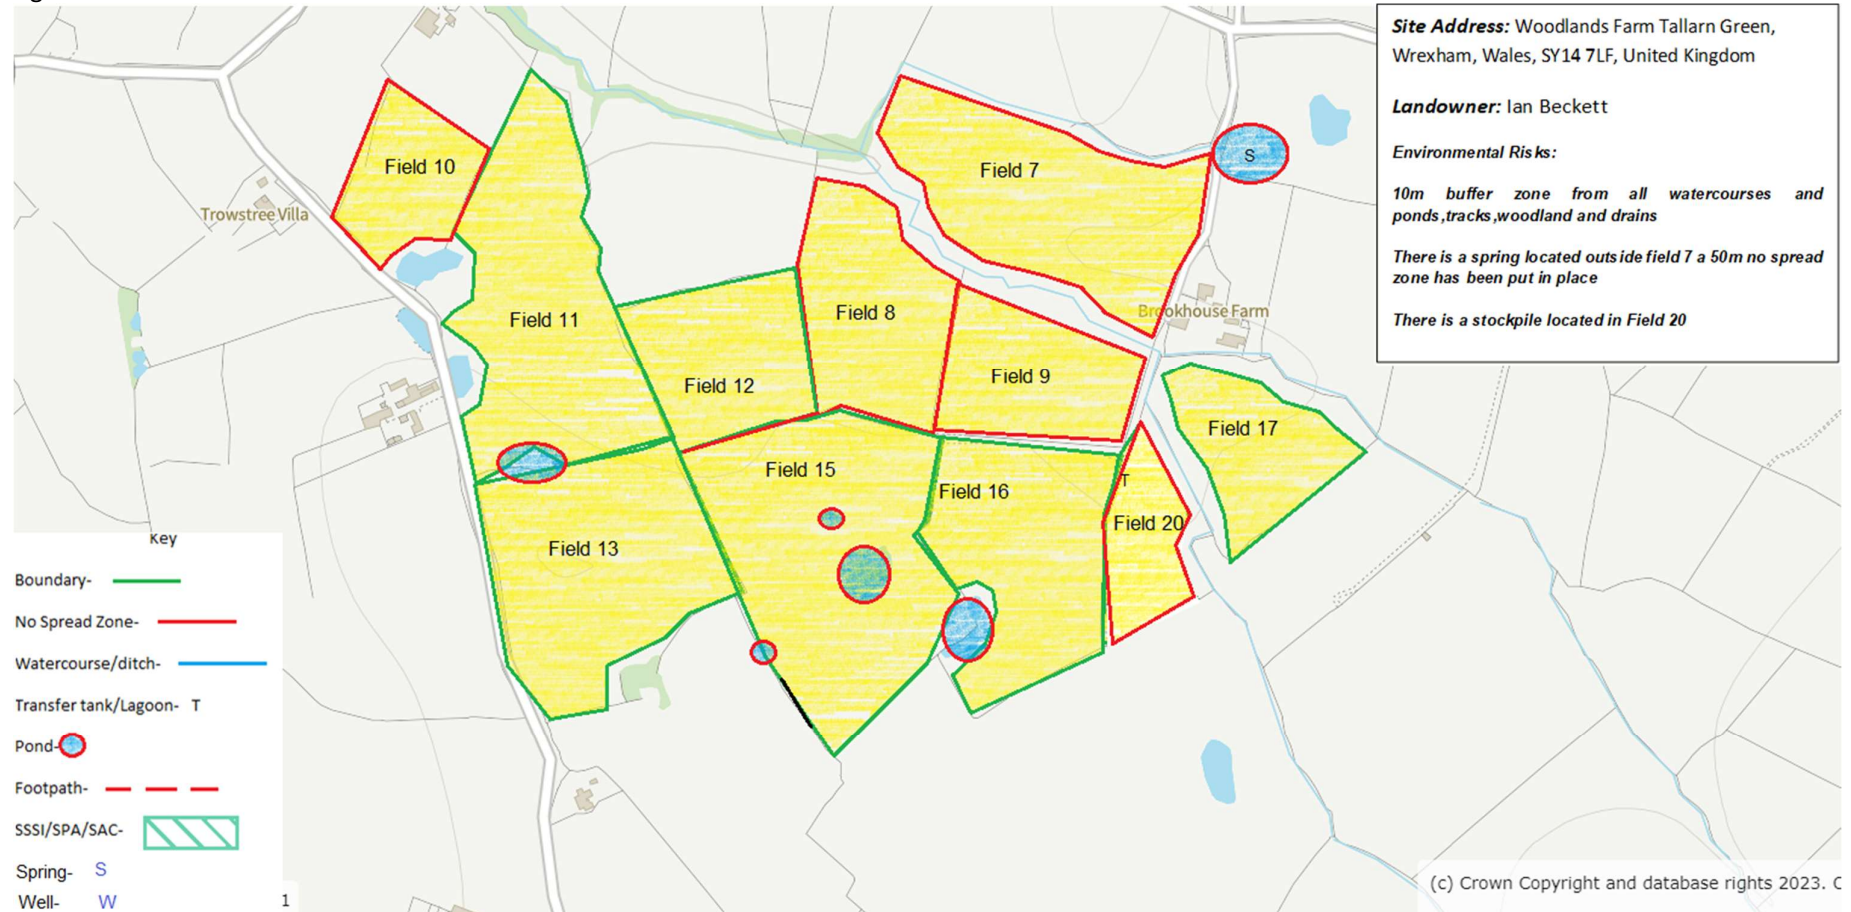 Site Address: Woodlands Farm Tallarn Green,
Wrexham, Wales, SY14 7LF, United Kingdom
Landowner: Ian Beckett
Environmental Risks:
10m buffer zone from all watercourses and
ponds,tracks,woodland and drains
There is a spring located outside field 7 a 50m no spread
zone has been put in place
There is a stockpile located in Field 20
S
Field 10
Field 7
Trowstree Villa
Field 11
Field 8
Brookhouse Farm
Field 12
Field 9
Field 17
Field 15
T
Field 16
Field 20
Field 13
Key
Boundary-
No Spread Zone-
Watercourse/ditch-
Transfer tank/Lagoon- T
Pond-
Footpath-
SSSI/SPA/SAC-
Spring- S
Well- W
1
(c) Crown Copyright and database rights 2023.